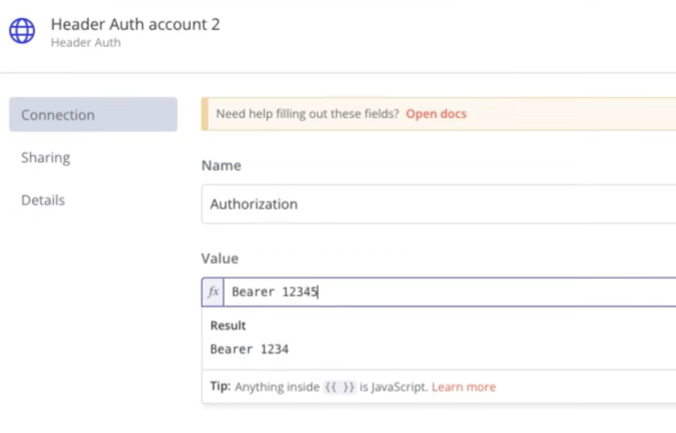 Header Auth account 2
Header Auth
Connection
Sharing
Details
Need help filling out these fields? Open docs
Name
Authorization
Value
fx Bearer 12345
Result
Bearer 1234
Tip: Anything inside {{ }} is JavaScript. Learn more